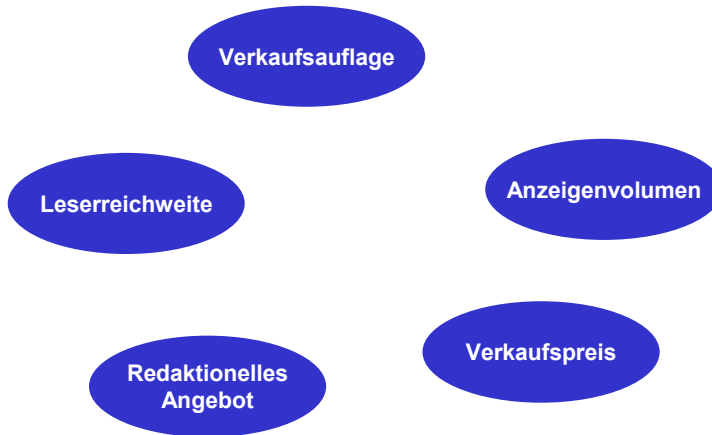 Verkaufsauflage
Leserreichweite
Anzeigenvolumen
Verkaufspreis
Redaktionelles
Angebot